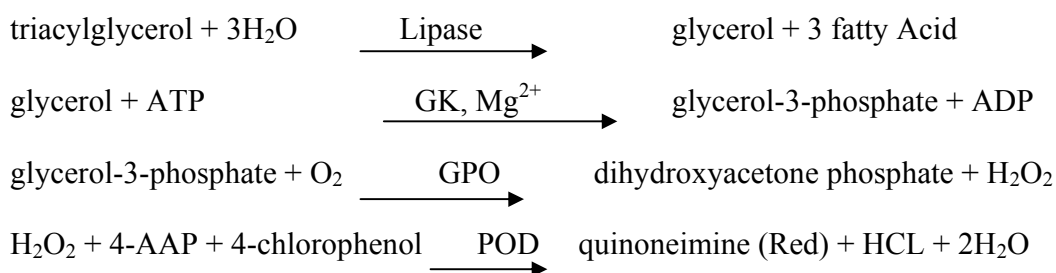 triacylglycerol + 3H₂O Lipase glycerol + 3 fatty Acid
glycerol + ATP GK, Mg²⁺ glycerol-3-phosphate + ADP
glycerol-3-phosphate + O₂ GPO dihydroxyacetone phosphate + H₂O₂
H₂O₂ + 4-AAP + 4-chlorophenol POD quinoneimine (Red) + HCL + 2H₂O